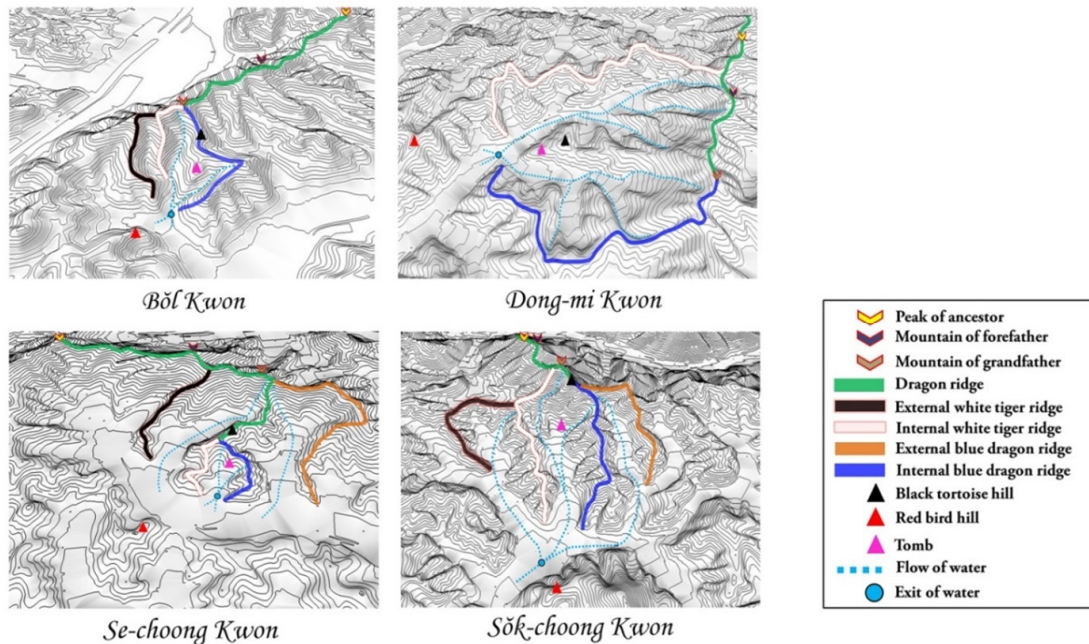 Bŏl Kwon
Dong-mi Kwon
Se-choong Kwon
Sŏk-choong Kwon
Peak of ancestor
Mountain of forefather
Mountain of grandfather
Dragon ridge
External white tiger ridge
Internal white tiger ridge
External blue dragon ridge
Internal blue dragon ridge
Black tortoise hill
Red bird hill
Tomb
Flow of water
Exit of water